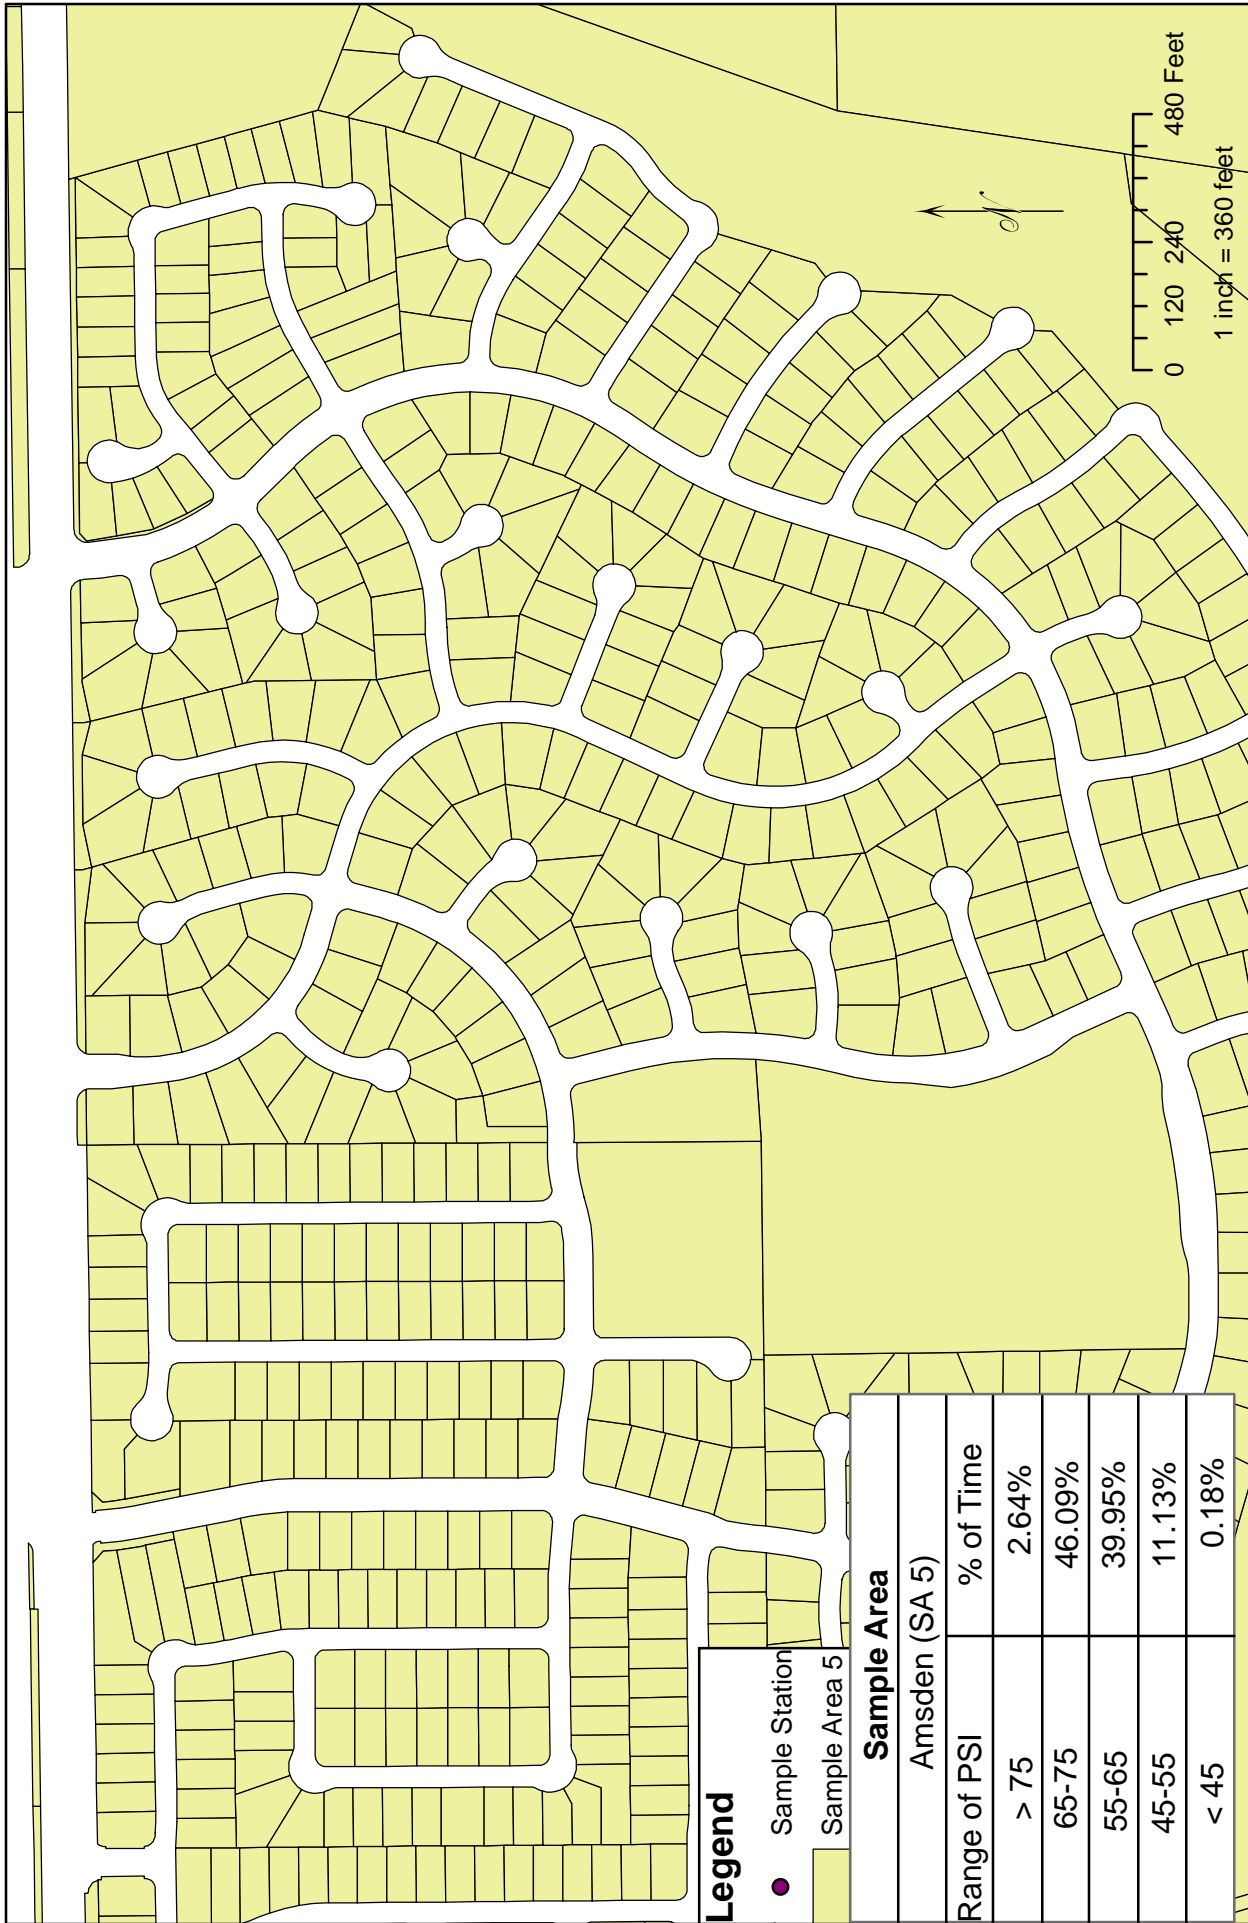 Legend
Sample Station
Sample Area 5
Sample Area
Amsden (SA 5)
Range of PSI % of Time
> 75 2.64%
65-75 46.09%
55-65 39.95%
45-55 11.13%
< 45 0.18%
N
0 120 240 480 Feet
1 inch = 360 feet